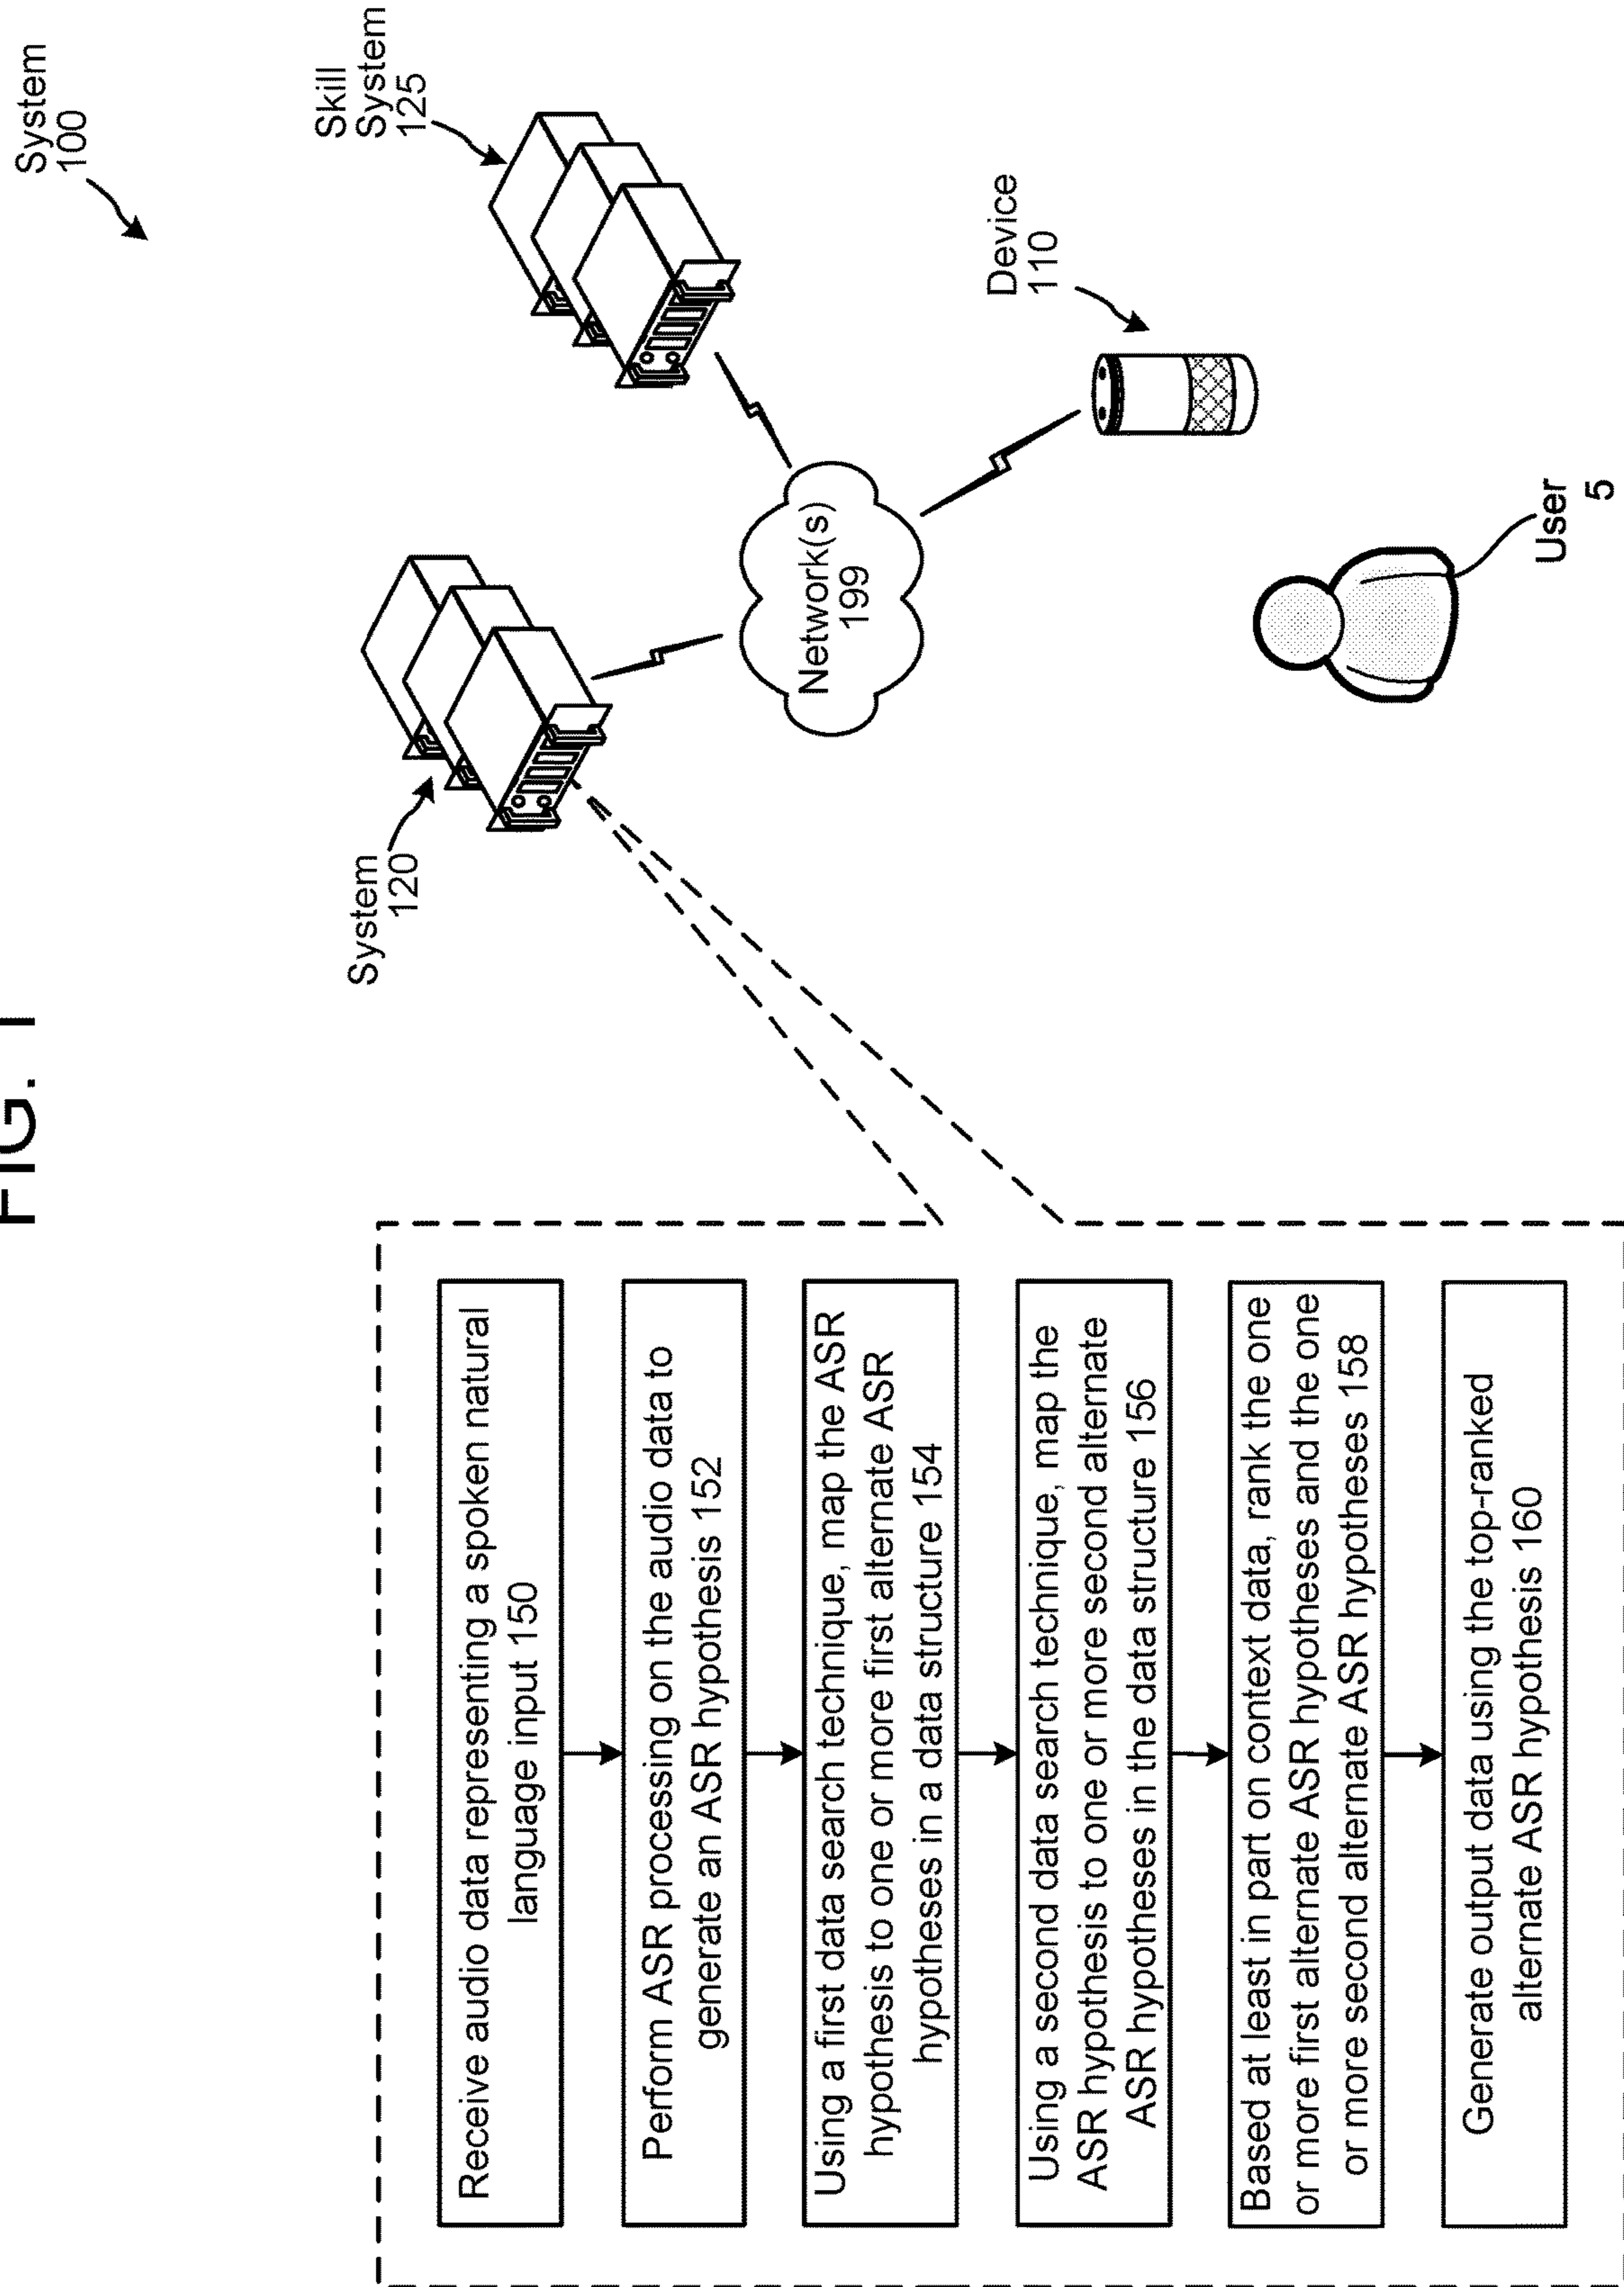 FIG. 1
System
100
Receive audio data representing a spoken natural
language input 150
Perform ASR processing on the audio data to
generate an ASR hypothesis 152
Using a first data search technique, map the ASR
hypothesis to one or more first alternate ASR
hypotheses in a data structure 154
Using a second data search technique, map the
ASR hypothesis to one or more second alternate
ASR hypotheses in the data structure 156
Based at least in part on context data, rank the one
or more first alternate ASR hypotheses and the one
or more second alternate ASR hypotheses 158
Generate output data using the top-ranked
alternate ASR hypothesis 160
System
120
Skill
System
125
Network(s)
199
Device
110
User
5